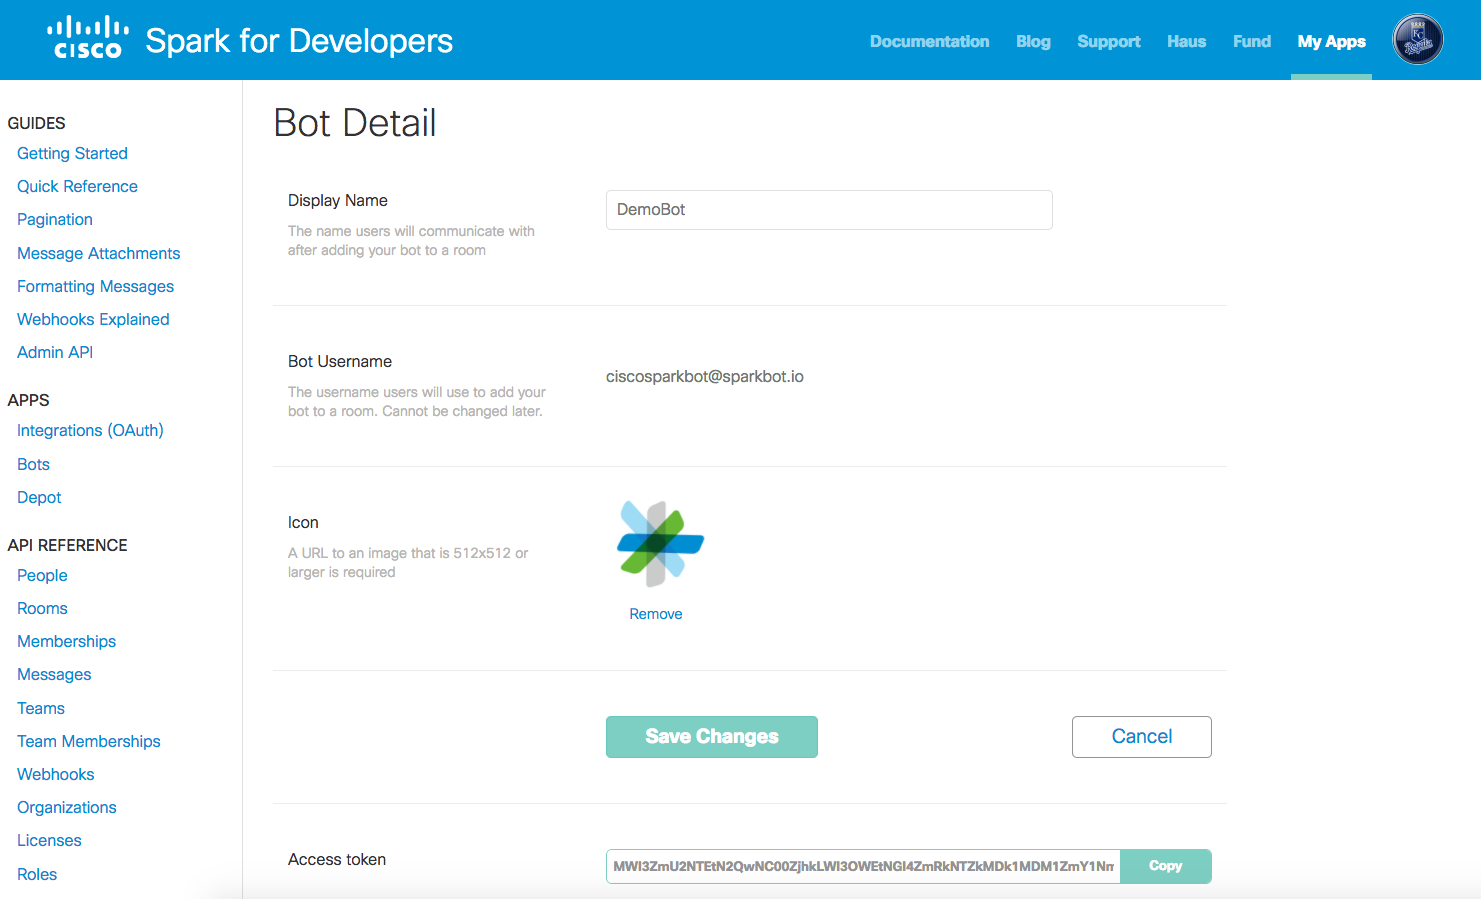 CISCO Spark for Developers
Documentation Blog Support Haus Fund My Apps
KC
Royals
GUIDES
Getting Started
Quick Reference
Pagination
Message Attachments
Formatting Messages
Webhooks Explained
Admin API
APPS
Integrations (OAuth)
Bots
Depot
API REFERENCE
People
Rooms
Memberships
Messages
Teams
Team Memberships
Webhooks
Organizations
Licenses
Roles
Bot Detail
Display Name
The name users will communicate with
after adding your bot to a room
DemoBot
Bot Username
The username users will use to add your
bot to a room. Cannot be changed later.
ciscosparkbot@sparkbot.io
Icon
A URL to an image that is 512x512 or
larger is required
Remove
Save Changes
Cancel
Access token
Copy